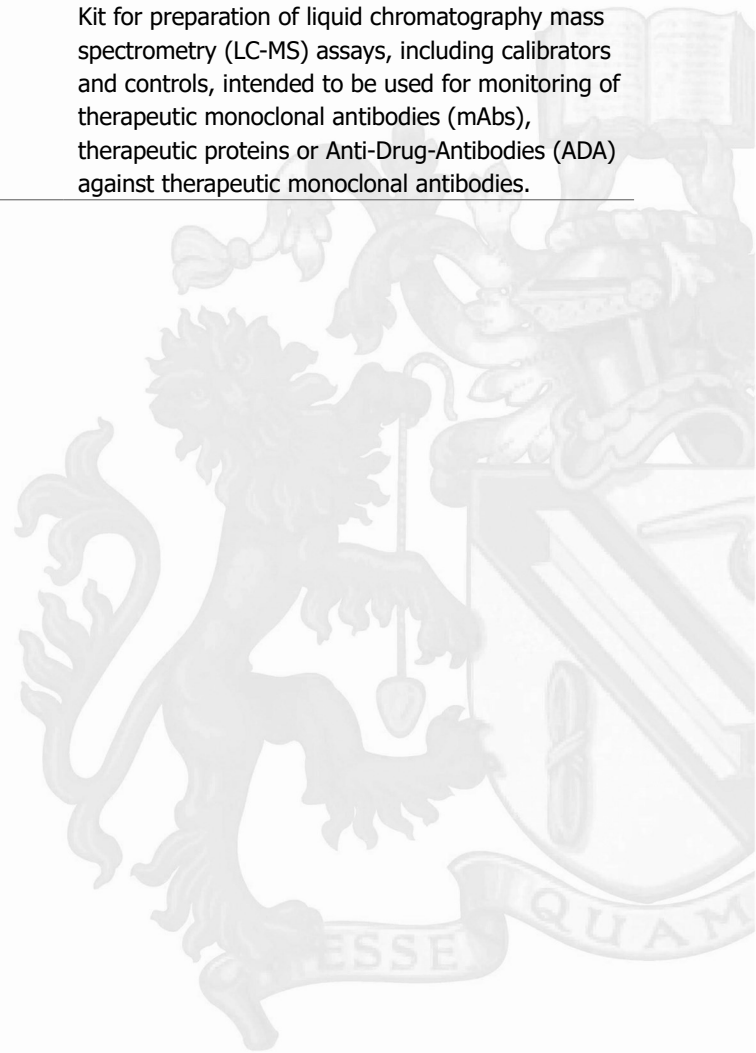 Kit for preparation of liquid chromatography mass
spectrometry (LC-MS) assays, including calibrators
and controls, intended to be used for monitoring of
therapeutic monoclonal antibodies (mAbs),
therapeutic proteins or Anti-Drug-Antibodies (ADA)
against therapeutic monoclonal antibodies.
ESSE QUAM